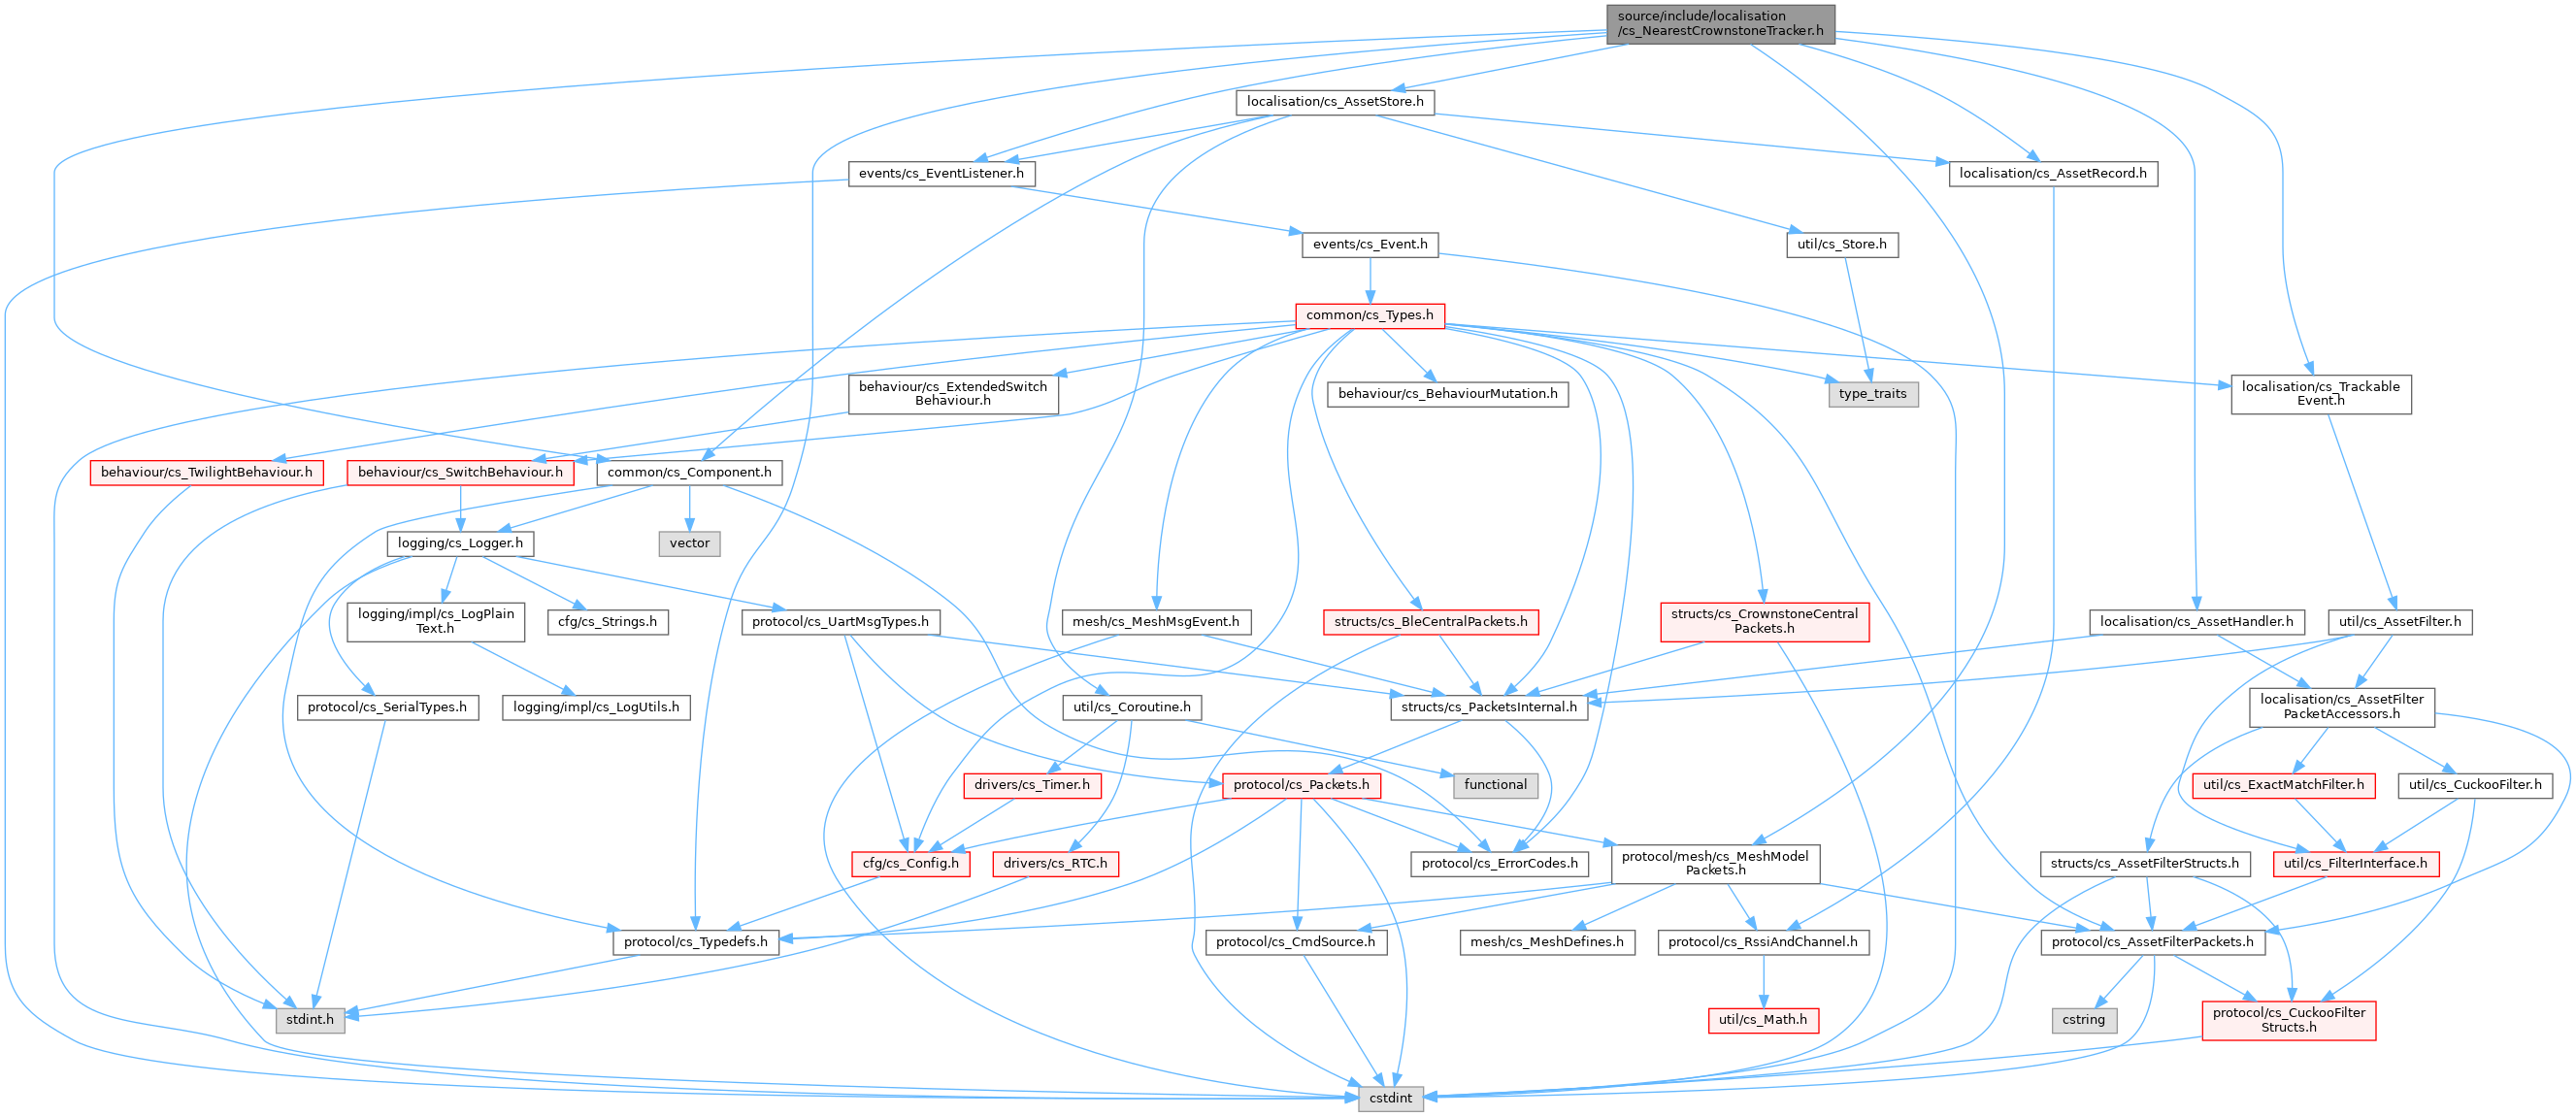 source/include/localisation
/cs_NearestCrownstoneTracker.h
localisation/cs_AssetStore.h
events/cs_EventListener.h
localisation/cs_AssetRecord.h
events/cs_Event.h
util/cs_Store.h
common/cs_Types.h
behaviour/cs_ExtendedSwitch
Behaviour.h
behaviour/cs_BehaviourMutation.h
type_traits
localisation/cs_Trackable
Event.h
behaviour/cs_TwilightBehaviour.h
behaviour/cs_SwitchBehaviour.h
common/cs_Component.h
logging/cs_Logger.h
vector
logging/impl/cs_LogPlain
Text.h
cfg/cs_Strings.h
protocol/cs_UartMsgTypes.h
mesh/cs_MeshMsgEvent.h
structs/cs_BleCentralPackets.h
structs/cs_CrownstoneCentral
Packets.h
localisation/cs_AssetHandler.h
util/cs_AssetFilter.h
protocol/cs_SerialTypes.h
logging/impl/cs_LogUtils.h
util/cs_Coroutine.h
structs/cs_PacketsInternal.h
localisation/cs_AssetFilter
PacketAccessors.h
drivers/cs_Timer.h
protocol/cs_Packets.h
functional
util/cs_ExactMatchFilter.h
util/cs_CuckooFilter.h
cfg/cs_Config.h
drivers/cs_RTC.h
protocol/cs_ErrorCodes.h
protocol/mesh/cs_MeshModel
Packets.h
structs/cs_AssetFilterStructs.h
util/cs_FilterInterface.h
protocol/cs_Typedefs.h
protocol/cs_CmdSource.h
mesh/cs_MeshDefines.h
protocol/cs_RssiAndChannel.h
protocol/cs_AssetFilterPackets.h
stdint.h
util/cs_Math.h
cstring
protocol/cs_CuckooFilter
Structs.h
cstdint